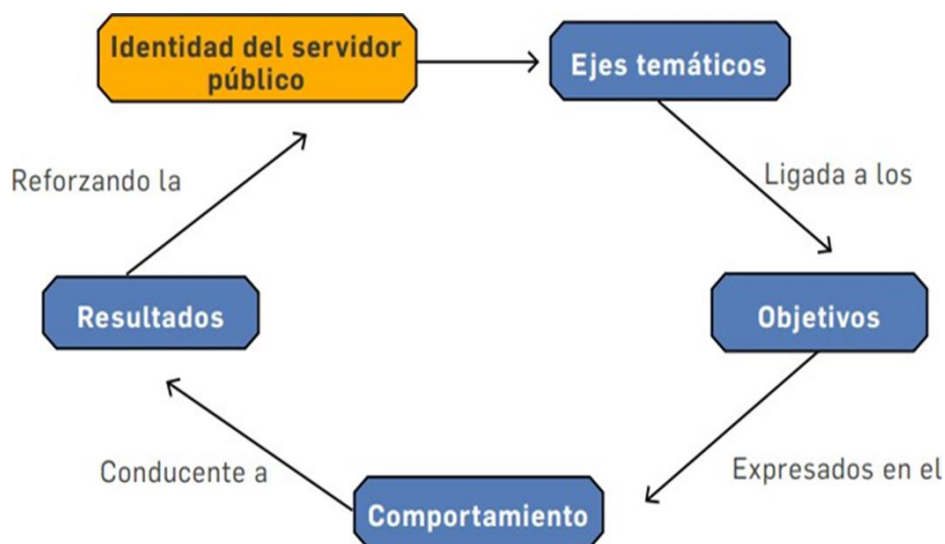 Identidad del servidor
público
Ejes temáticos
Ligada a los
Objetivos
Expresados en el
Comportamiento
Conducente a
Resultados
Reforzando la